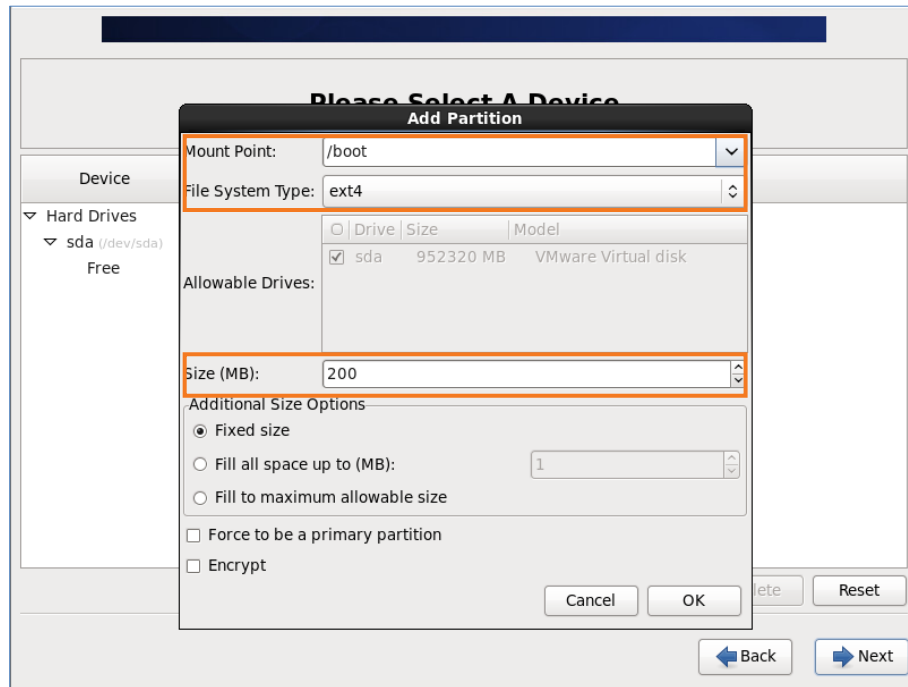 Please Select A Device
Add Partition
Mount Point: /boot
File System Type: ext4
Device
Hard Drives
sda (/dev/sda)
Free
Allowable Drives:
Drive Size Model
sda 952320 MB VMware Virtual disk
Size (MB): 200
Additional Size Options
Fixed size
Fill all space up to (MB): 1
Fill to maximum allowable size
Force to be a primary partition
Encrypt
Cancel OK
Reset
Back Next